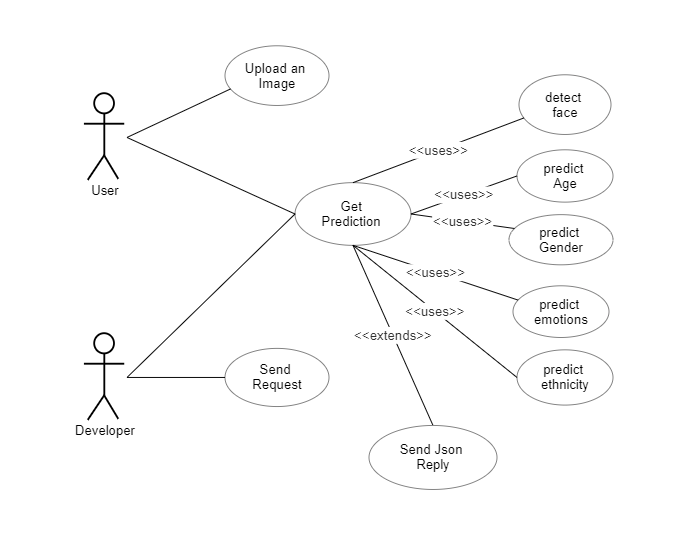 Upload an
Image
detect
face
<<uses>>
predict
Age
User
<<uses>>
Get
Prediction
<<uses>>
predict
Gender
<<uses>>
predict
emotions
<<uses>>
<<extends>>
Send
Request
predict
ethnicity
Developer
Send Json
Reply